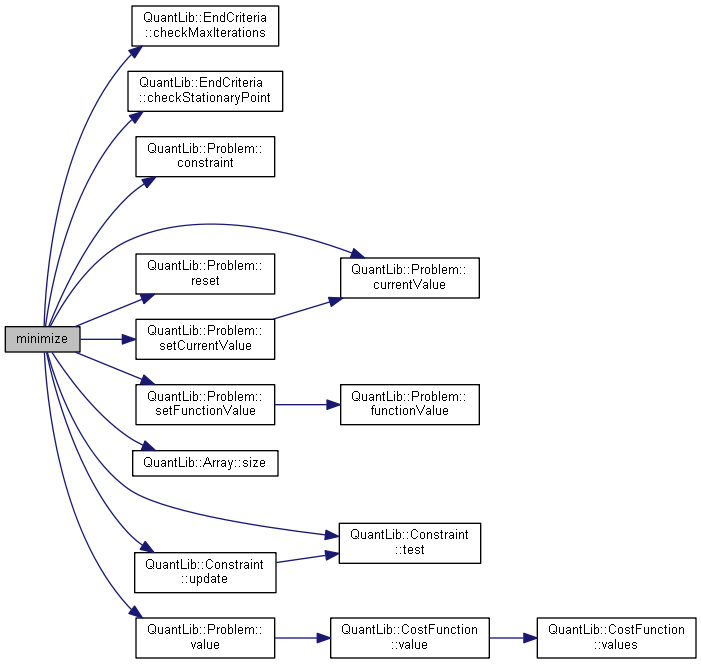 QuantLib::EndCriteria
::checkMaxIterations
QuantLib::EndCriteria
::checkStationaryPoint
QuantLib::Problem::
constraint
QuantLib::Problem::
reset
QuantLib::Problem::
currentValue
minimize
QuantLib::Problem::
setCurrentValue
QuantLib::Problem::
setFunctionValue
QuantLib::Problem::
functionValue
QuantLib::Array::size
QuantLib::Constraint
::test
QuantLib::Constraint
::update
QuantLib::Problem::
value
QuantLib::CostFunction
::value
QuantLib::CostFunction
::values